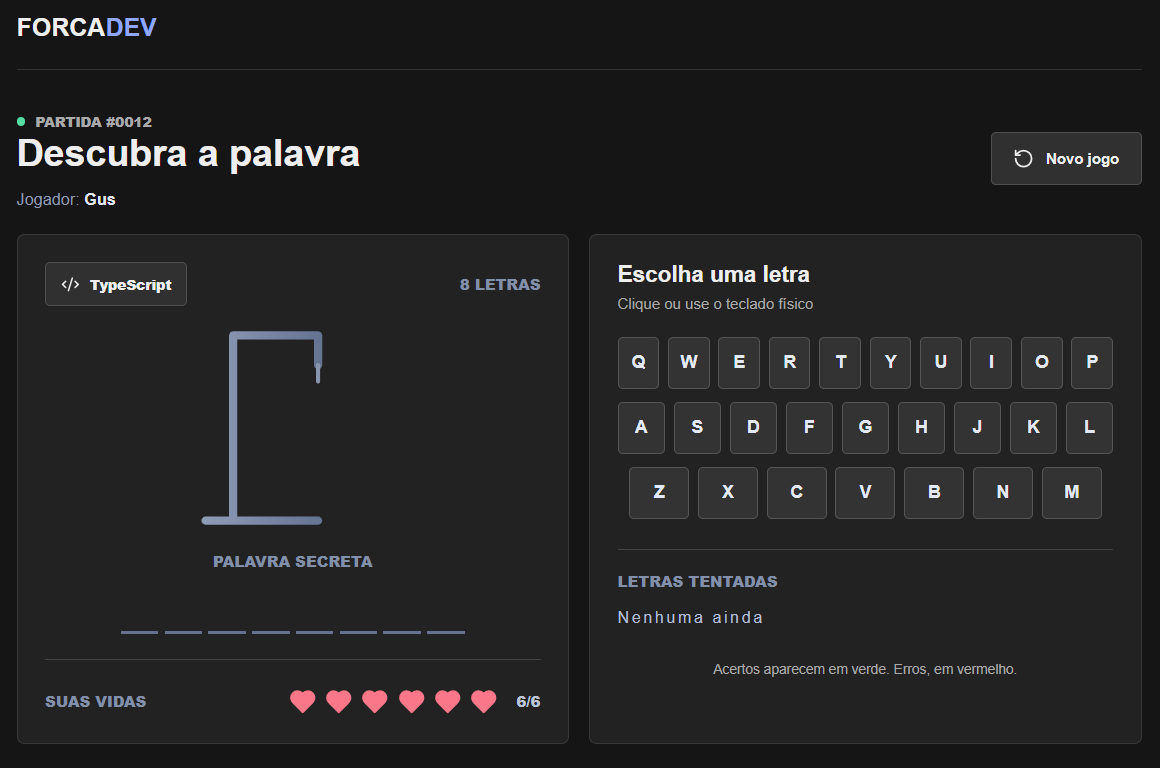 FORCADEV
PARTIDA #0012
Descubra a palavra
Jogador: Gus
Novo jogo
</> TypeScript
8 LETRAS
PALAVRA SECRETA
SUAS VIDAS
6/6
Escolha uma letra
Clique ou use o teclado físico
Q W E R T Y U I O P
A S D F G H J K L
Z X C V B N M
LETRAS TENTADAS
Nenhuma ainda
Acertos aparecem em verde. Erros, em vermelho.